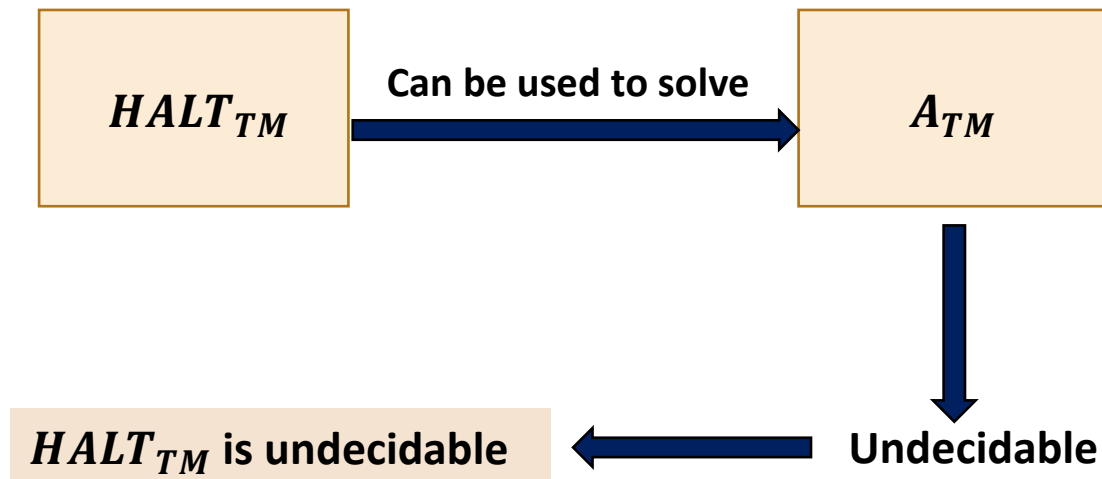 HALT_TM
Can be used to solve
A_TM
HALT_TM is undecidable
Undecidable